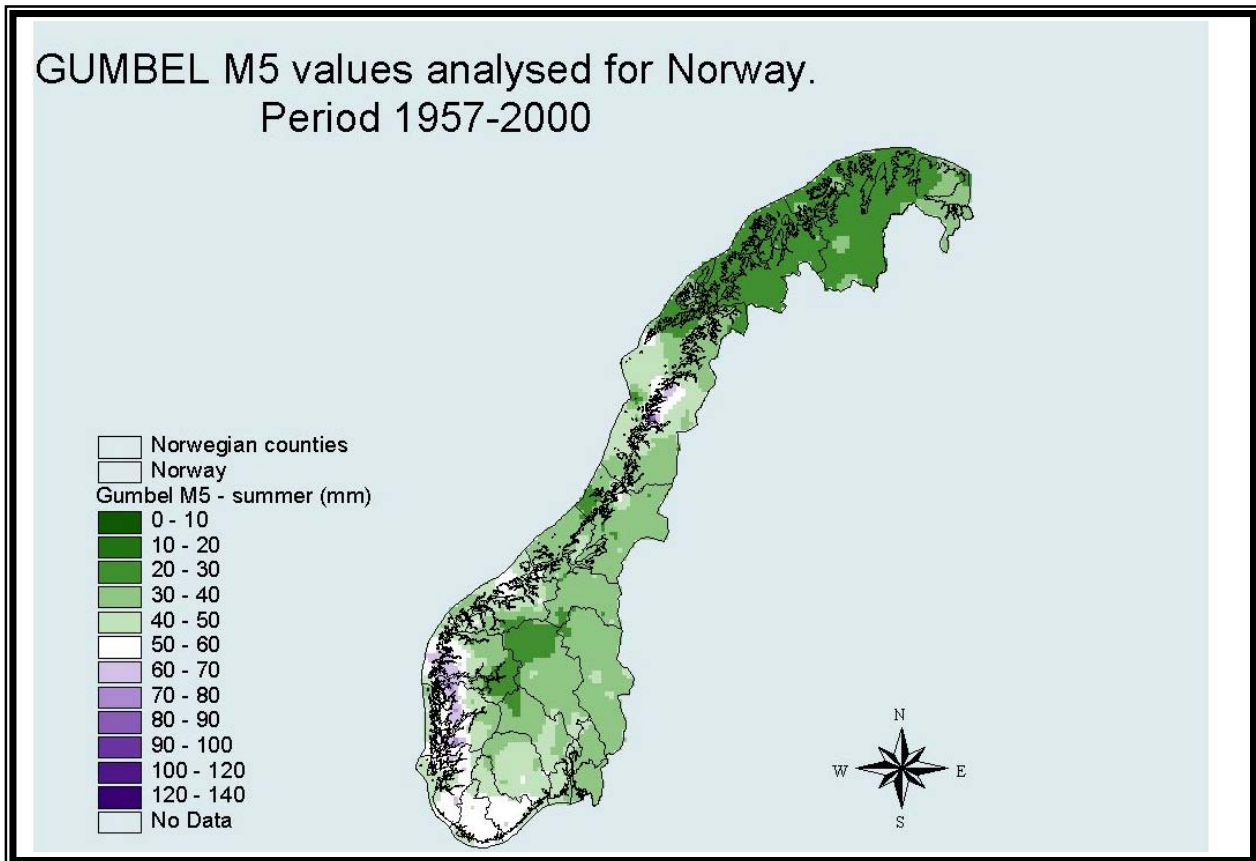 GUMBEL M5 values analysed for Norway.
Period 1957-2000
Norwegian counties
Norway
Gumbel M5 - summer (mm)
0 - 10
10 - 20
20 - 30
30 - 40
40 - 50
50 - 60
60 - 70
70 - 80
80 - 90
90 - 100
100 - 120
120 - 140
No Data
N
W E
S